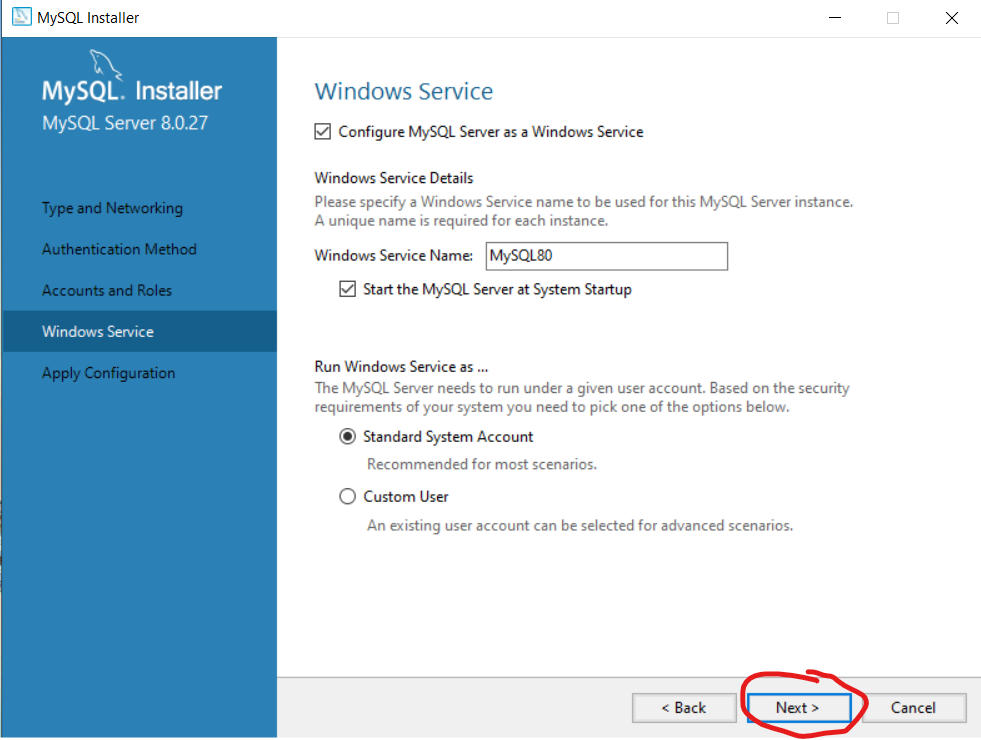 MySQL Installer
MySQL. Installer
MySQL Server 8.0.27
Type and Networking
Authentication Method
Accounts and Roles
Windows Service
Apply Configuration
Windows Service
Configure MySQL Server as a Windows Service
Windows Service Details
Please specify a Windows Service name to be used for this MySQL Server instance.
A unique name is required for each instance.
Windows Service Name: MySQL80
Start the MySQL Server at System Startup
Run Windows Service as ...
The MySQL Server needs to run under a given user account. Based on the security
requirements of your system you need to pick one of the options below.
Standard System Account
Recommended for most scenarios.
Custom User
An existing user account can be selected for advanced scenarios.
< Back Next > Cancel